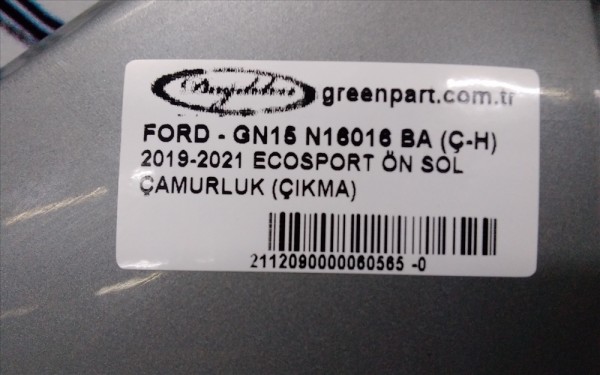 greenpart.com.tr
FORD - GN15 N16016 BA (Ç-H)
2019-2021 ECOSPORT ÖN SOL
ÇAMURLUK (ÇIKMA)
2112090000060565 -0